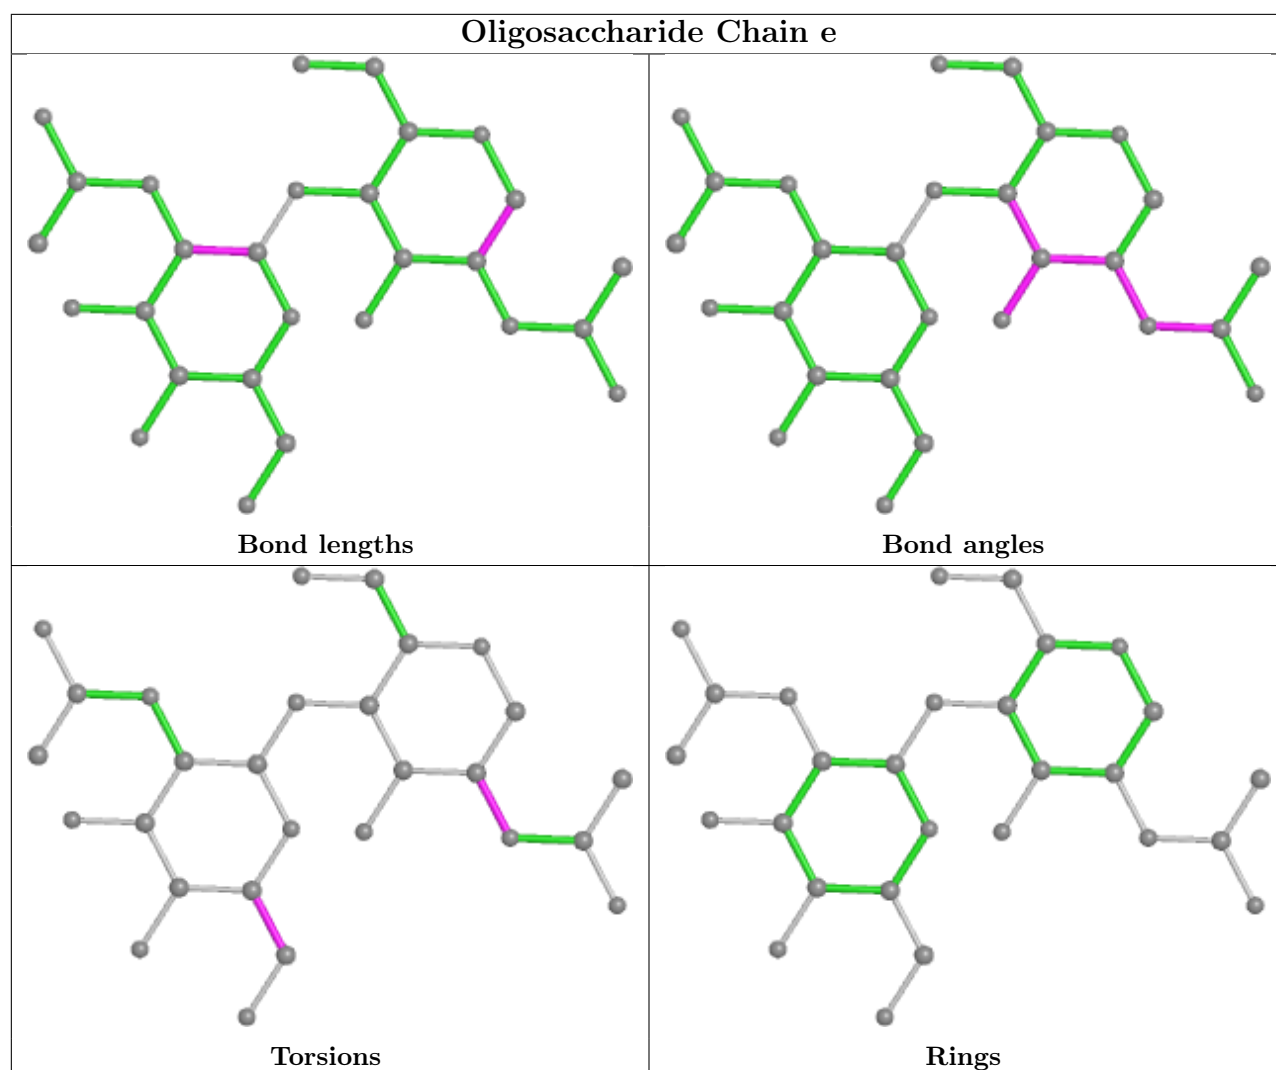 Oligosaccharide Chain e
Bond lengths
Bond angles
Torsions
Rings